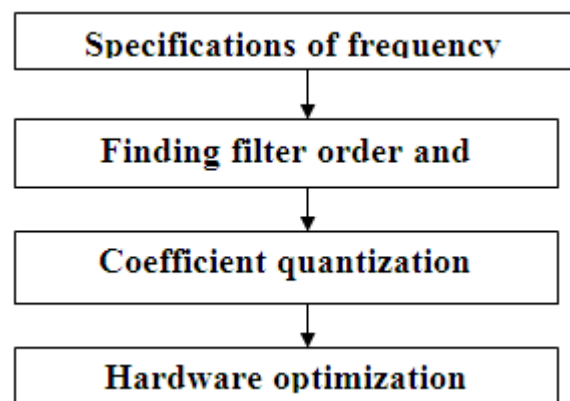 Specifications of frequency
Finding filter order and
Coefficient quantization
Hardware optimization